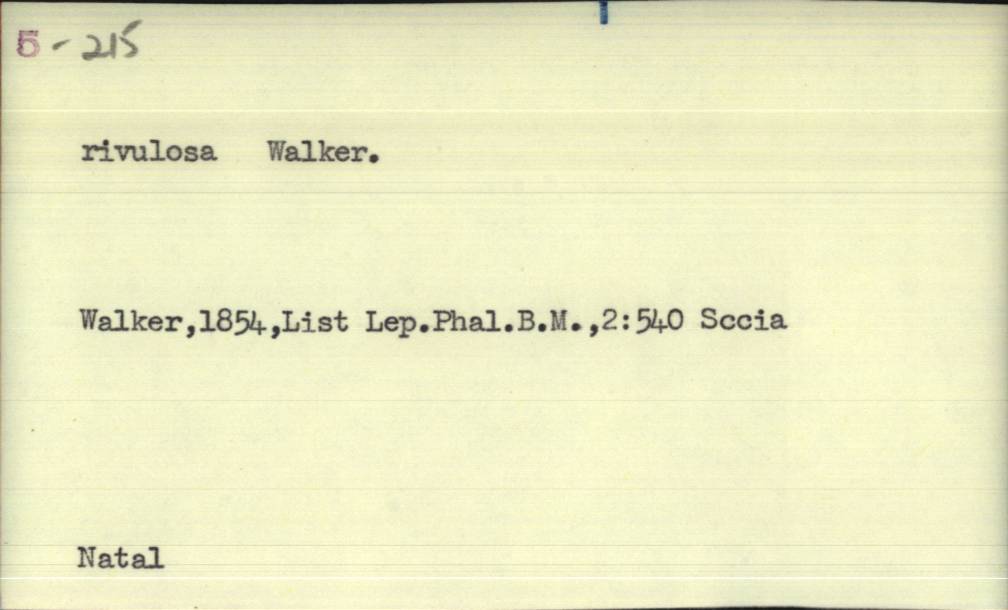 5 - 215
rivulosa Walker.
Walker,1854,List Lep.Phal.B.M.,2:540 Sccia
Natal